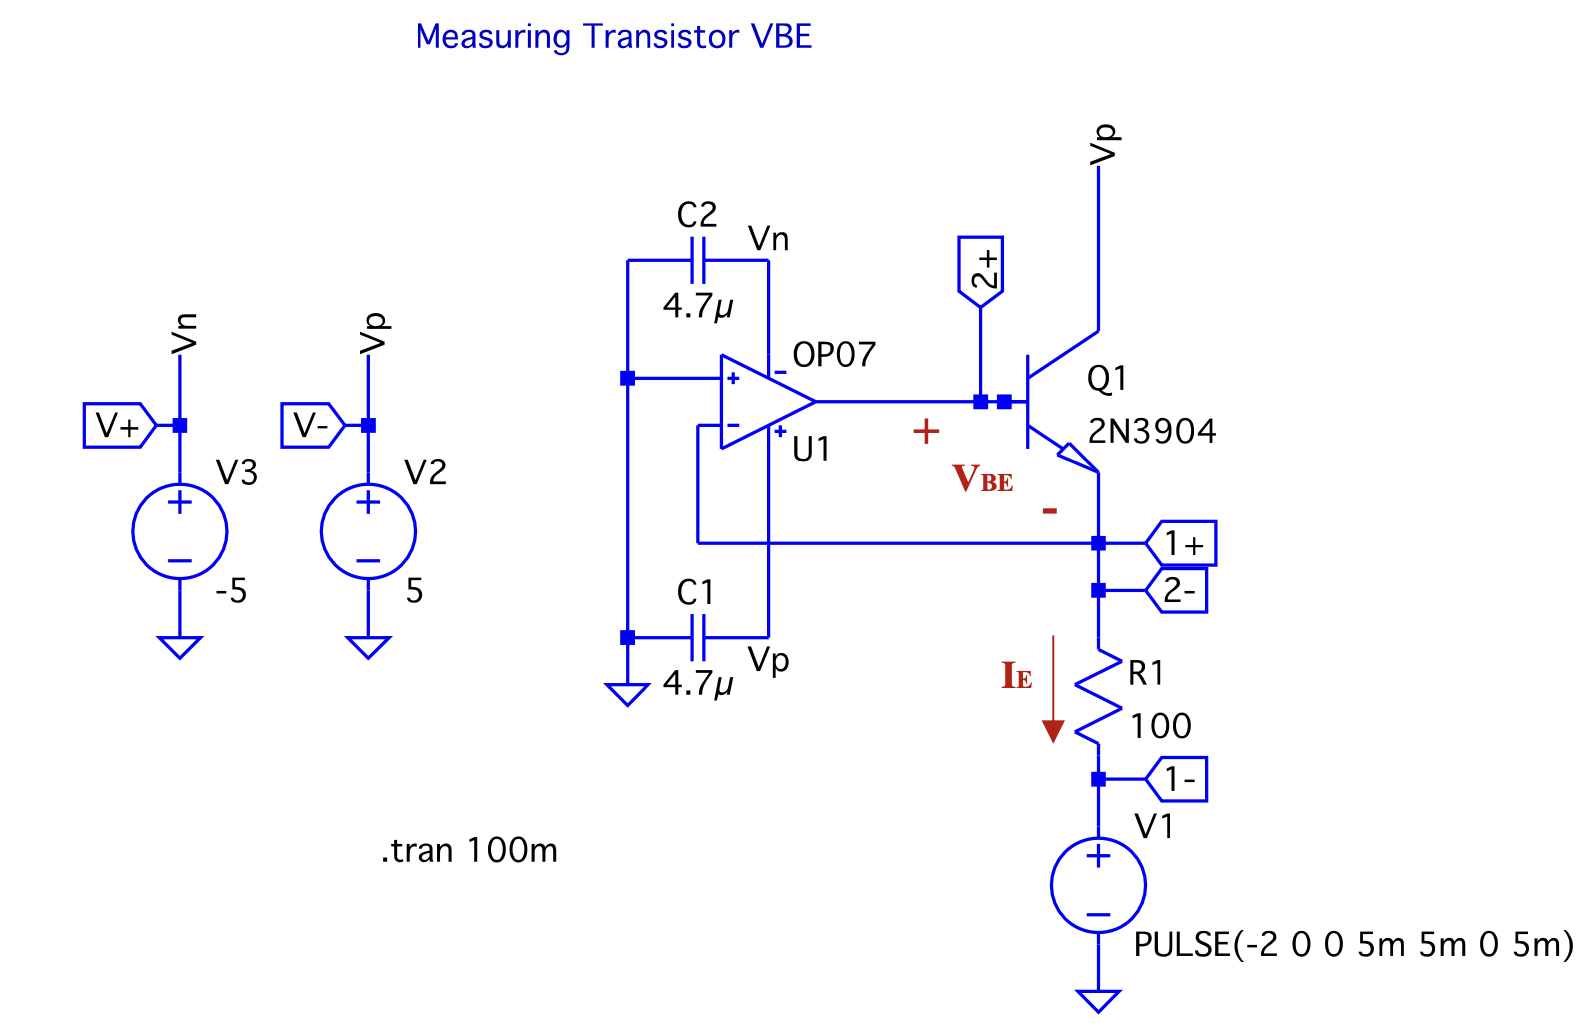 Measuring Transistor VBE
Vp
C2
Vn
4.7µ
2+
Vn
Vp
OP07
+
-
Q1
2N3904
V+
V-
-
+
U1
+
VBE
-
V3
V2
+
+
1+
2-
-5
5
C1
Vp
4.7µ
IE
R1
100
1-
V1
+
.tran 100m
PULSE(-2 0 0 5m 5m 0 5m)